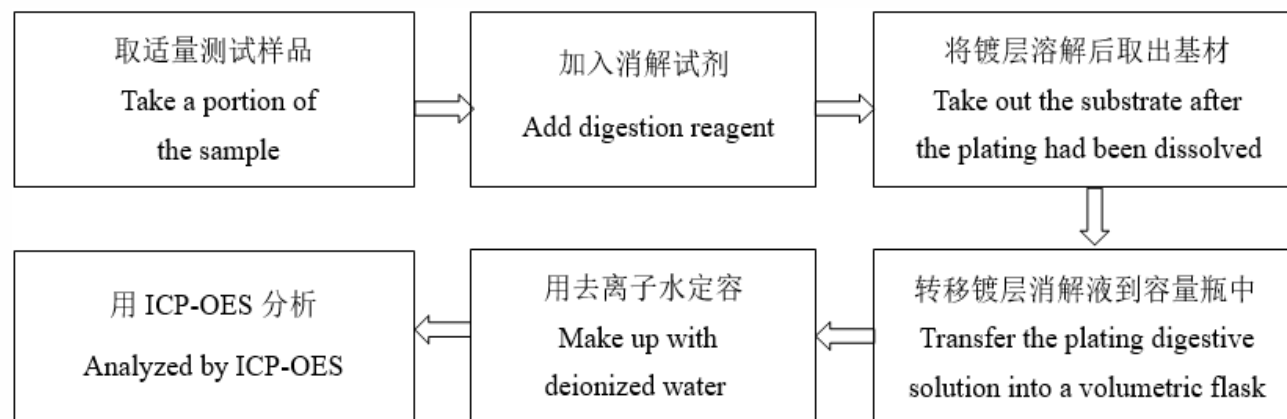 取适量测试样品
Take a portion of
the sample
加入消解试剂
Add digestion reagent
将镀层溶解后取出基材
Take out the substrate after
the plating had been dissolved
转移镀层消解液到容量瓶中
Transfer the plating digestive
solution into a volumetric flask
用去离子水定容
Make up with
deionized water
用 ICP-OES 分析
Analyzed by ICP-OES